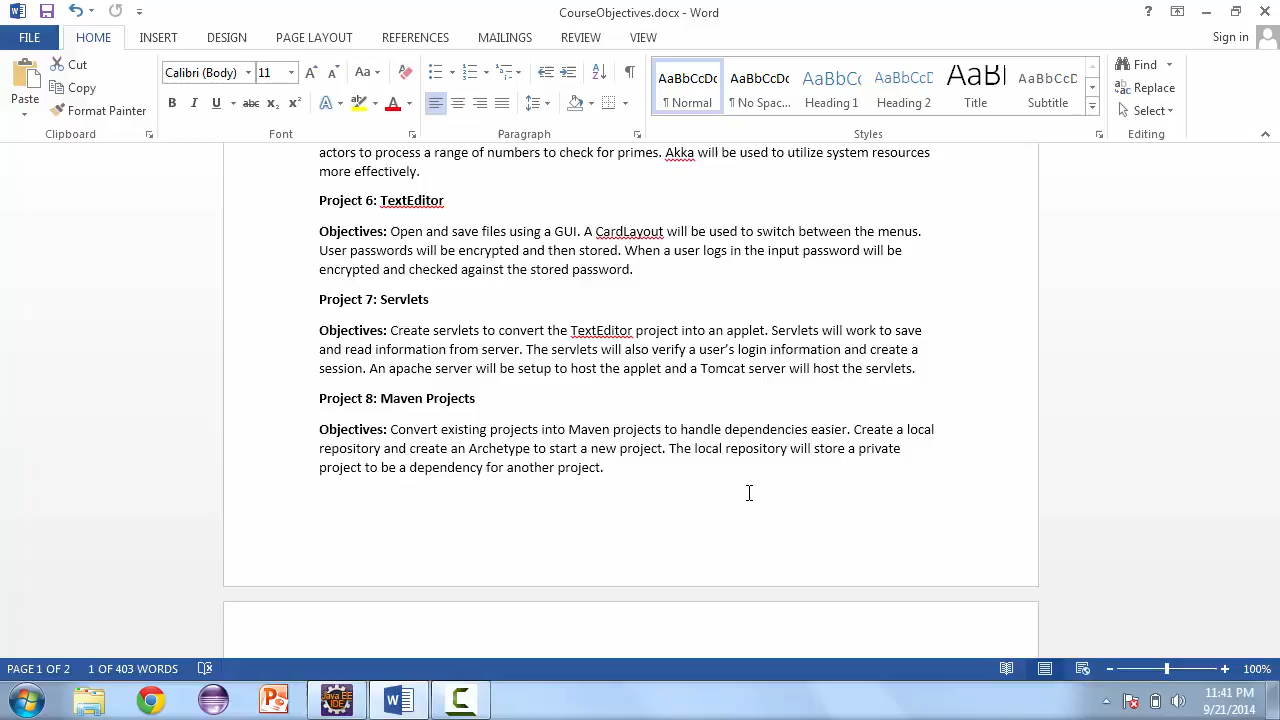 CourseObjectives.docx - Word
Sign in
FILE HOME INSERT DESIGN PAGE LAYOUT REFERENCES MAILINGS REVIEW VIEW
Paste
Cut
Copy
Format Painter
Clipboard
Calibri (Body) 11
Font
Paragraph
AaBbCcDc AaBbCcDc AaBbC AaBbCcD AaB AaBbCcD
¶ Normal ¶ No Spac... Heading 1 Heading 2 Title Subtitle
Styles
Find
Replace
Select
Editing
actors to process a range of numbers to check for primes. Akka will be used to utilize system resources
more effectively.
Project 6: TextEditor
Objectives: Open and save files using a GUI. A CardLayout will be used to switch between the menus.
User passwords will be encrypted and then stored. When a user logs in the input password will be
encrypted and checked against the stored password.
Project 7: Servlets
Objectives: Create servlets to convert the TextEditor project into an applet. Servlets will work to save
and read information from server. The servlets will also verify a user's login information and create a
session. An apache server will be setup to host the applet and a Tomcat server will host the servlets.
Project 8: Maven Projects
Objectives: Convert existing projects into Maven projects to handle dependencies easier. Create a local
repository and create an Archetype to start a new project. The local repository will store a private
project to be a dependency for another project.
PAGE 1 OF 2 1 OF 403 WORDS 100%
Java EE
IDE
11:41 PM
9/21/2014